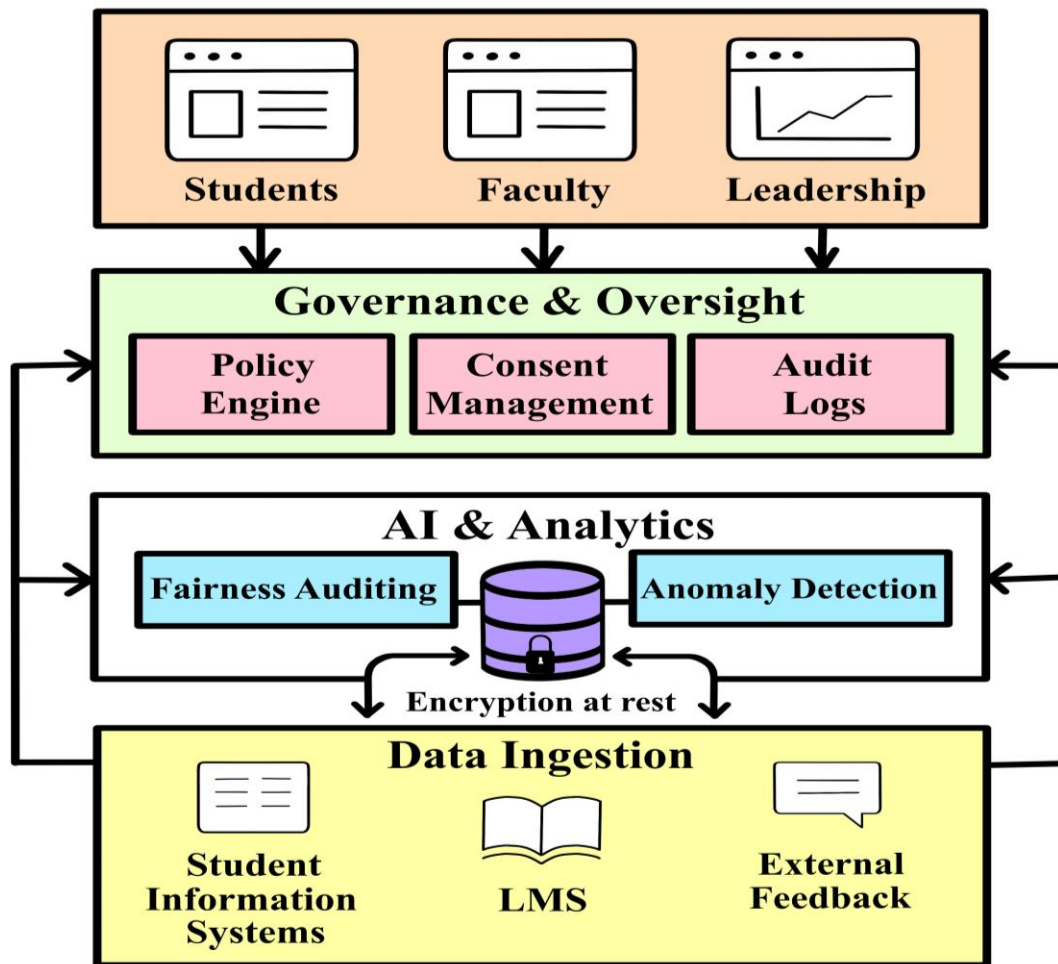 Students
Faculty
Leadership
Governance & Oversight
Policy
Engine
Consent
Management
Audit
Logs
AI & Analytics
Fairness Auditing
Anomaly Detection
Encryption at rest
Data Ingestion
Student
Information
Systems
LMS
External
Feedback